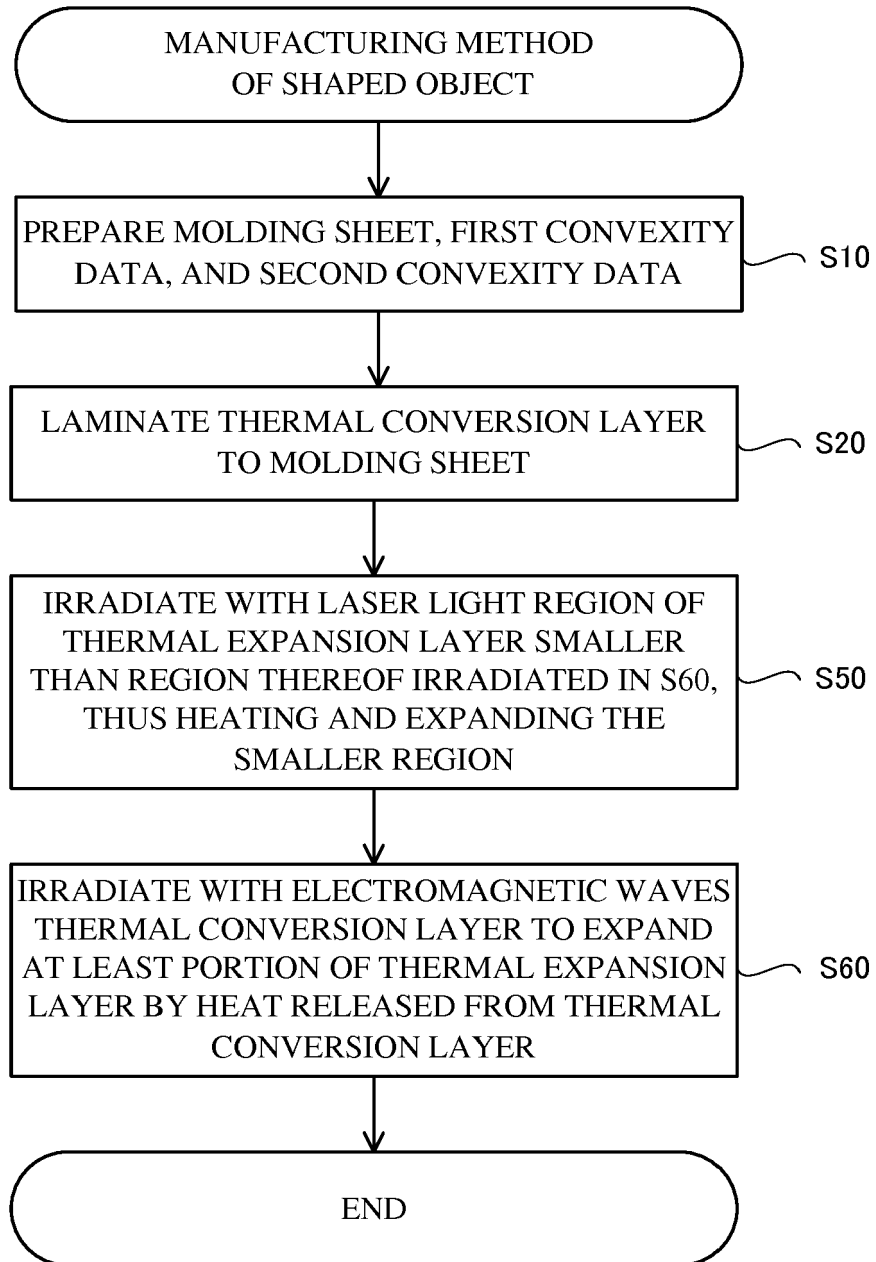 MANUFACTURING METHOD
OF SHAPED OBJECT
PREPARE MOLDING SHEET, FIRST CONVEXITY
DATA, AND SECOND CONVEXITY DATA
S10
LAMINATE THERMAL CONVERSION LAYER
TO MOLDING SHEET
S20
IRRADIATE WITH LASER LIGHT REGION OF
THERMAL EXPANSION LAYER SMALLER
THAN REGION THEREOF IRRADIATED IN S60,
THUS HEATING AND EXPANDING THE
SMALLER REGION
S50
IRRADIATE WITH ELECTROMAGNETIC WAVES
THERMAL CONVERSION LAYER TO EXPAND
AT LEAST PORTION OF THERMAL EXPANSION
LAYER BY HEAT RELEASED FROM THERMAL
CONVERSION LAYER
S60
END